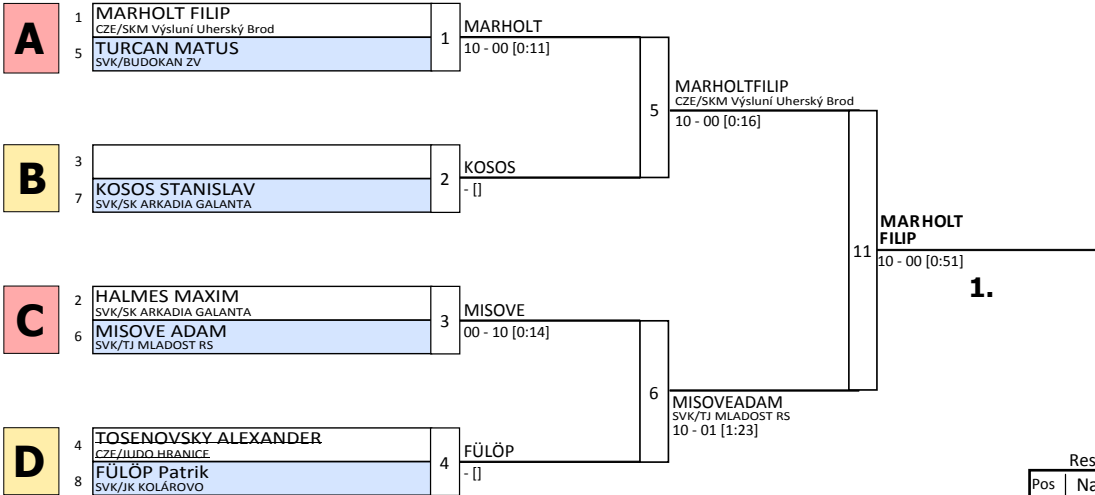 A
1 MARHOLT FILIP
CZE/SKM Výsluní Uherský Brod
5 TURCAN MATUS
SVK/BUDOKAN ZV
1
MARHOLT
10 - 00 [0:11]
5
MARHOLTFILIP
CZE/SKM Výsluní Uherský Brod
10 - 00 [0:16]
B
3
7 KOSOS STANISLAV
SVK/SK ARKADIA GALANTA
2
KOSOS
- []
11
MARHOLT
FILIP
10 - 00 [0:51]
1.
C
2 HALMES MAXIM
SVK/SK ARKADIA GALANTA
6 MISOVE ADAM
SVK/TJ MLADOST RS
3
MISOVE
00 - 10 [0:14]
6
MISOVEADAM
SVK/TJ MLADOST RS
10 - 01 [1:23]
D
4 TOSENOVSKY ALEXANDER
CZE/JUDO HRANICE
8 FÜLÖP Patrik
SVK/JK KOLÁROVO
4
FÜLÖP
- []
Res
Pos Na